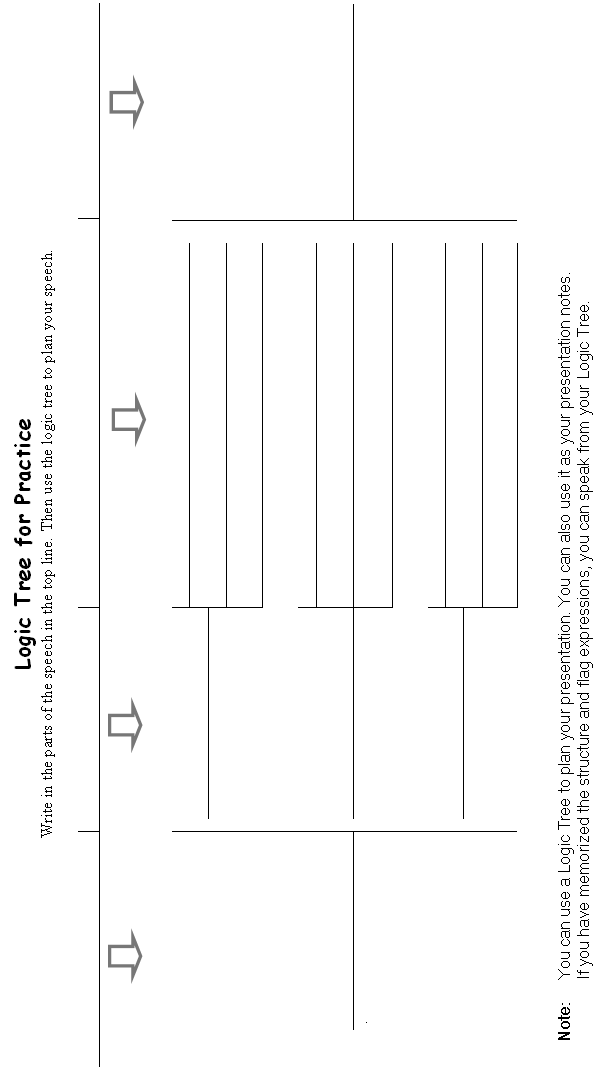 Logic Tree for Practice
Write in the parts of the speech in the top line. Then use the logic tree to plan your speech.
Note: You can use a Logic Tree to plan your presentation. You can also use it as your presentation notes.
If you have memorized the structure and flag expressions, you can speak from your Logic Tree.